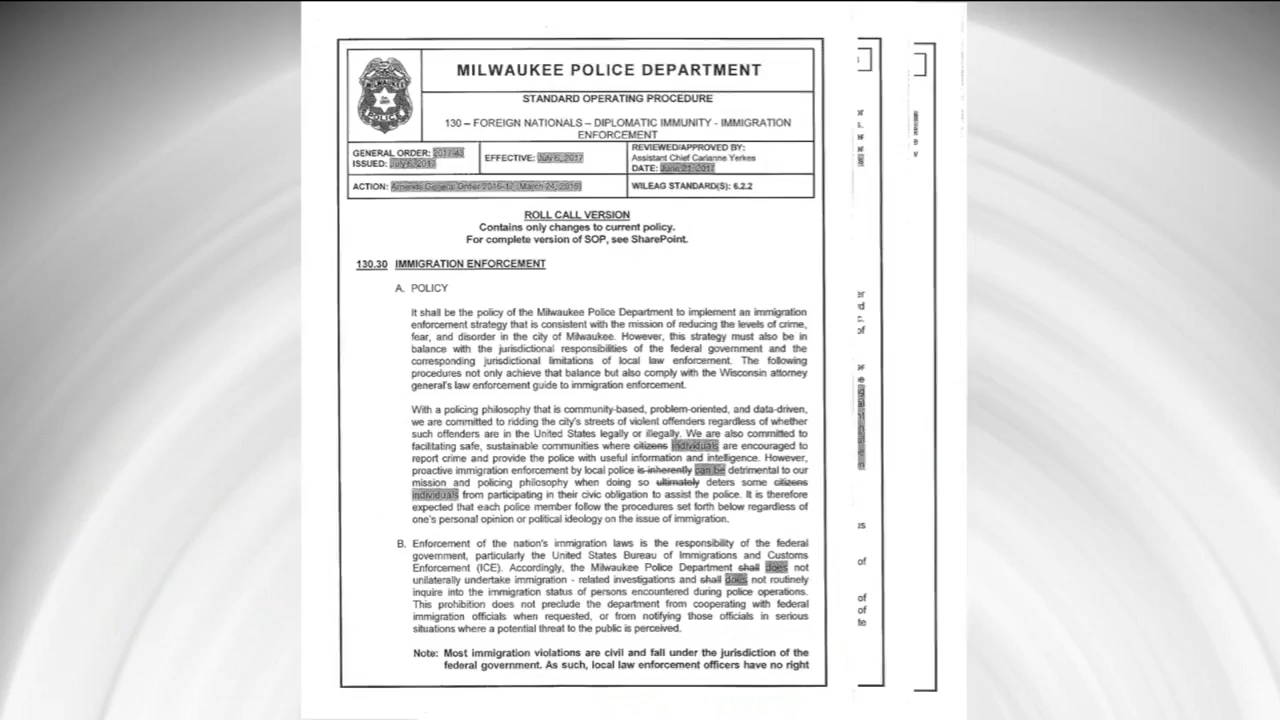 MILWAUKEE POLICE DEPARTMENT
STANDARD OPERATING PROCEDURE
130 – FOREIGN NATIONALS – DIPLOMATIC IMMUNITY - IMMIGRATION
ENFORCEMENT
MILWAUKEE
POLICE
GENERAL ORDER: 2017-43
ISSUED: July 6, 2017
EFFECTIVE: July 6, 2017
REVIEWED/APPROVED BY:
Assistant Chief Carianne Yerkes
DATE: June 21, 2017
ACTION: Amends General Order 2016-17 (March 24, 2016)
WILEAG STANDARD(S): 6.2.2
ROLL CALL VERSION
Contains only changes to current policy.
For complete version of SOP, see SharePoint.
130.30 IMMIGRATION ENFORCEMENT
A. POLICY
It shall be the policy of the Milwaukee Police Department to implement an immigration
enforcement strategy that is consistent with the mission of reducing the levels of crime,
fear, and disorder in the city of Milwaukee. However, this strategy must also be in
balance with the jurisdictional responsibilities of the federal government and the
corresponding jurisdictional limitations of local law enforcement. The following
procedures not only achieve that balance but also comply with the Wisconsin attorney
general's law enforcement guide to immigration enforcement.
With a policing philosophy that is community-based, problem-oriented, and data-driven,
we are committed to ridding the city's streets of violent offenders regardless of whether
such offenders are in the United States legally or illegally. We are also committed to
facilitating safe, sustainable communities where citizens individuals are encouraged to
report crime and provide the police with useful information and intelligence. However,
proactive immigration enforcement by local police is inherently can be detrimental to our
mission and policing philosophy when doing so ultimately deters some citizens
individuals from participating in their civic obligation to assist the police. It is therefore
expected that each police member follow the procedures set forth below regardless of
one's personal opinion or political ideology on the issue of immigration.
B. Enforcement of the nation's immigration laws is the responsibility of the federal
government, particularly the United States Bureau of Immigrations and Customs
Enforcement (ICE). Accordingly, the Milwaukee Police Department shall does not
unilaterally undertake immigration - related investigations and shall does not routinely
inquire into the immigration status of persons encountered during police operations.
This prohibition does not preclude the department from cooperating with federal
immigration officials when requested, or from notifying those officials in serious
situations where a potential threat to the public is perceived.
Note: Most immigration violations are civil and fall under the jurisdiction of the
federal government. As such, local law enforcement officers have no right